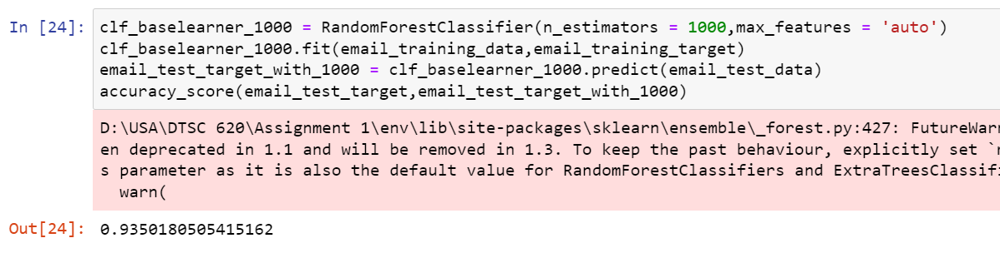 In [24]: clf_baselearner_1000 = RandomForestClassifier(n_estimators = 1000,max_features = 'auto')
clf_baselearner_1000.fit(email_training_data,email_training_target)
email_test_target_with_1000 = clf_baselearner_1000.predict(email_test_data)
accuracy_score(email_test_target,email_test_target_with_1000)
D:\USA\DTSC 620\Assignment 1\env\lib\site-packages\sklearn\ensemble\_forest.py:427: FutureWarn
en deprecated in 1.1 and will be removed in 1.3. To keep the past behaviour, explicitly set `
s parameter as it is also the default value for RandomForestClassifiers and ExtraTreesClassifi
warn(
Out[24]: 0.9350180505415162